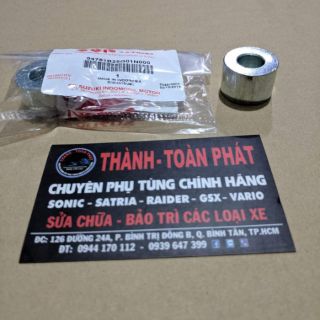 SUZUKI INDOMOBIL MOTOR
THÀNH - TOÀN PHÁT
CHUYÊN PHỤ TÙNG CHÍNH HÃNG
SONIC - SATRIA - RAIDER - GSX - VARIO
SỬA CHỮA - BẢO TRÌ CÁC LOẠI XE
ĐC: 126 ĐƯỜNG 24A, P. BÌNH TRỊ ĐÔNG B, Q. BÌNH TÂN, TP.HCM
ĐT: 0944 170 112 - 0939 647 399